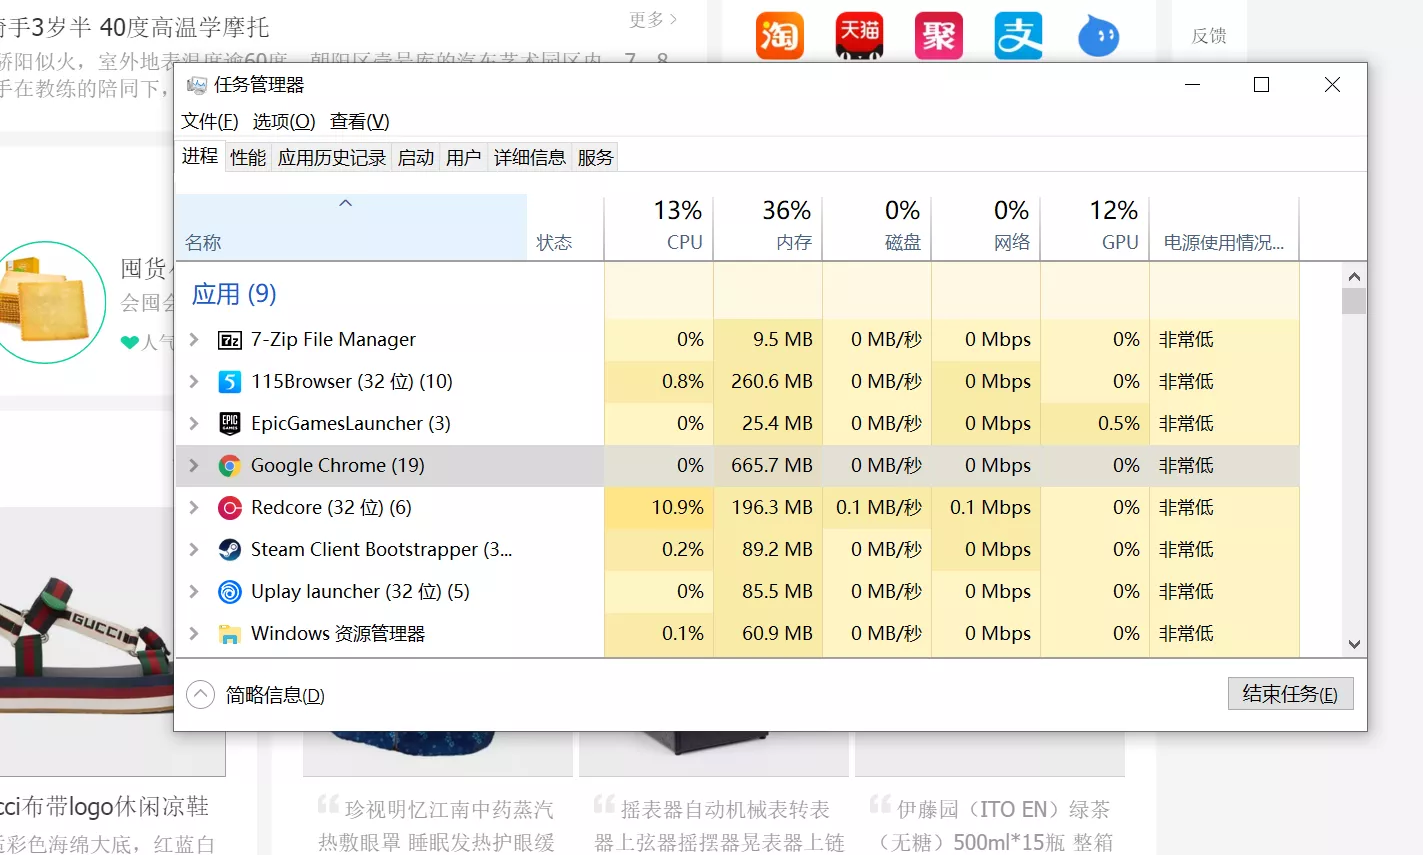 手3岁半 40度高温学摩托
更多 >
骄阳似火，室外地表温度逾60度，朝阳区壹号库的汽车艺术园区内，7、8
手在教练的陪同下，
淘
天猫
聚
支
反馈
任务管理器
文件(F) 选项(O) 查看(V)
进程 性能 应用历史记录 启动 用户 详细信息 服务
13% 36% 0% 0% 12%
名称 状态 CPU 内存 磁盘 网络 GPU 电源使用情况...
应用 (9)
7-Zip File Manager 0% 9.5 MB 0 MB/秒 0 Mbps 0% 非常低
115Browser (32 位) (10) 0.8% 260.6 MB 0 MB/秒 0 Mbps 0% 非常低
EpicGamesLauncher (3) 0% 25.4 MB 0 MB/秒 0 Mbps 0.5% 非常低
Google Chrome (19) 0% 665.7 MB 0 MB/秒 0 Mbps 0% 非常低
Redcore (32 位) (6) 10.9% 196.3 MB 0.1 MB/秒 0.1 Mbps 0% 非常低
Steam Client Bootstrapper (3... 0.2% 89.2 MB 0 MB/秒 0 Mbps 0% 非常低
Uplay launcher (32 位) (5) 0% 85.5 MB 0 MB/秒 0 Mbps 0% 非常低
Windows 资源管理器 0.1% 60.9 MB 0 MB/秒 0 Mbps 0% 非常低
简略信息(D)
结束任务(E)
囤货
会囤
人气
GUCCI
cci布带logo休闲凉鞋
彩色海绵大底，红蓝白
珍视明忆江南中药蒸汽
热敷眼罩 睡眠发热护眼缓
摇表器自动机械表转表
器上弦器摇摆器晃表器上链
伊藤园（ITO EN）绿茶
（无糖）500ml*15瓶 整箱